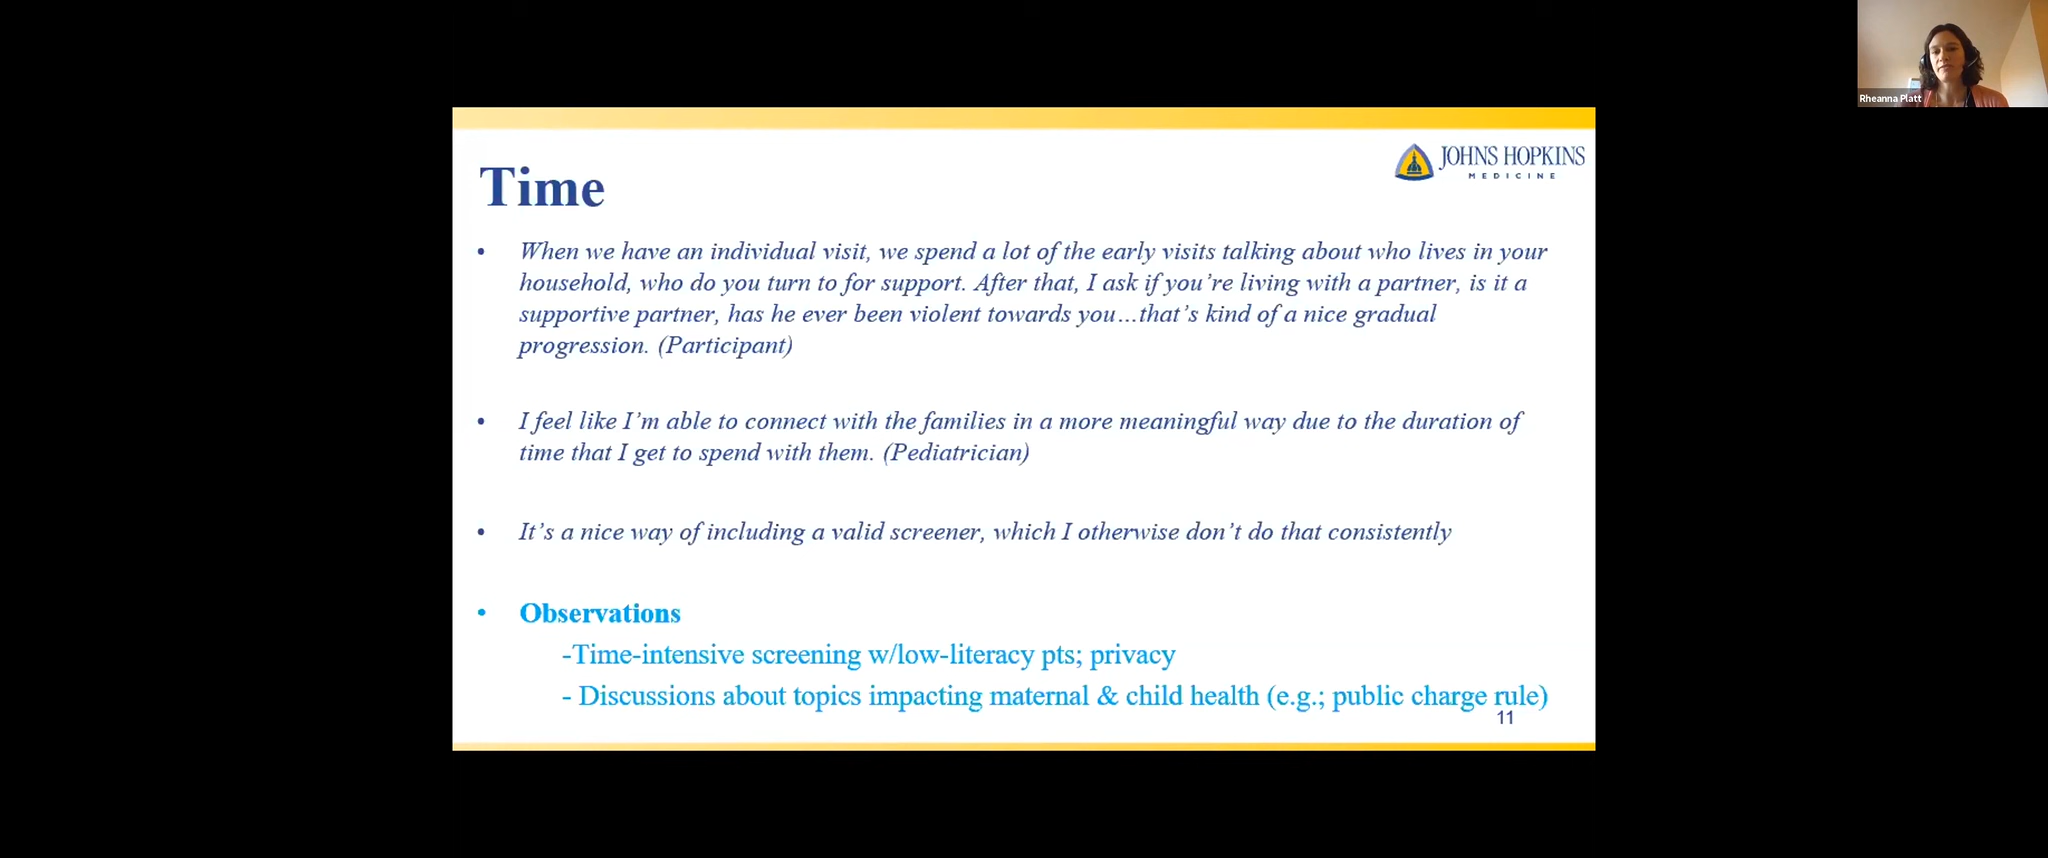 Rheanna Platt
JOHNS HOPKINS
MEDICINE
Time
• When we have an individual visit, we spend a lot of the early visits talking about who lives in your
household, who do you turn to for support. After that, I ask if you’re living with a partner, is it a
supportive partner, has he ever been violent towards you…that’s kind of a nice gradual
progression. (Participant)
• I feel like I’m able to connect with the families in a more meaningful way due to the duration of
time that I get to spend with them. (Pediatrician)
• It’s a nice way of including a valid screener, which I otherwise don’t do that consistently
• Observations
-Time-intensive screening w/low-literacy pts; privacy
- Discussions about topics impacting maternal & child health (e.g.; public charge rule)
11